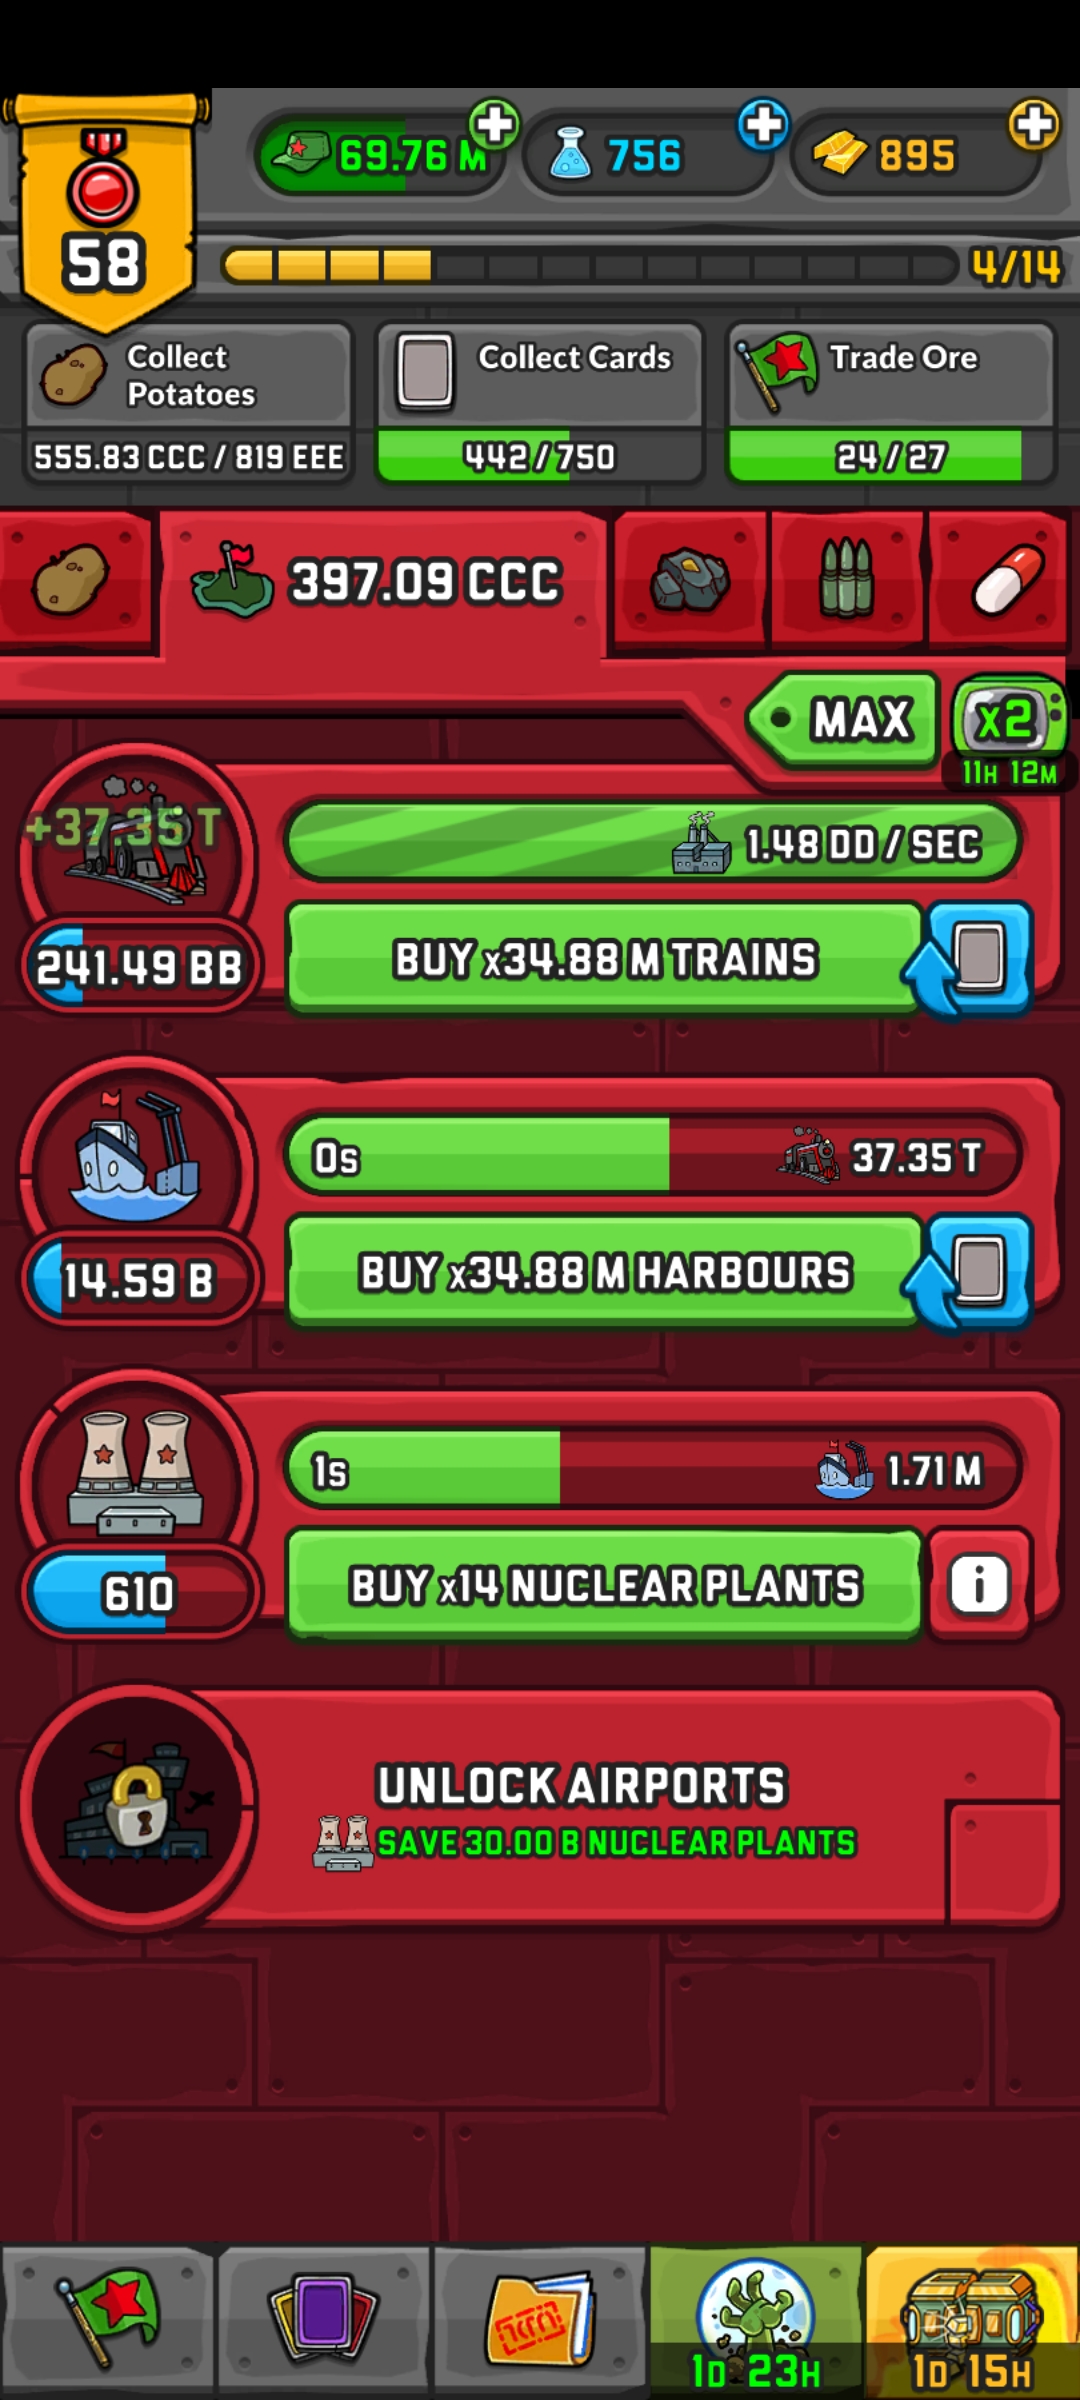 69.76 M
756
895
58
4/14
Collect
Potatoes
555.83 CCC / 819 EEE
Collect Cards
442/750
Trade Ore
24/27
397.09 CCC
MAX
x2
11H 12M
+37.35 T
1.48 DD / SEC
241.49 BB
BUY x34.88 M TRAINS
0s
37.35 T
14.59 B
BUY x34.88 M HARBOURS
1s
1.71 M
610
BUY x14 NUCLEAR PLANTS
i
UNLOCK AIRPORTS
SAVE 30.00 B NUCLEAR PLANTS
1D 23H
1D 15H